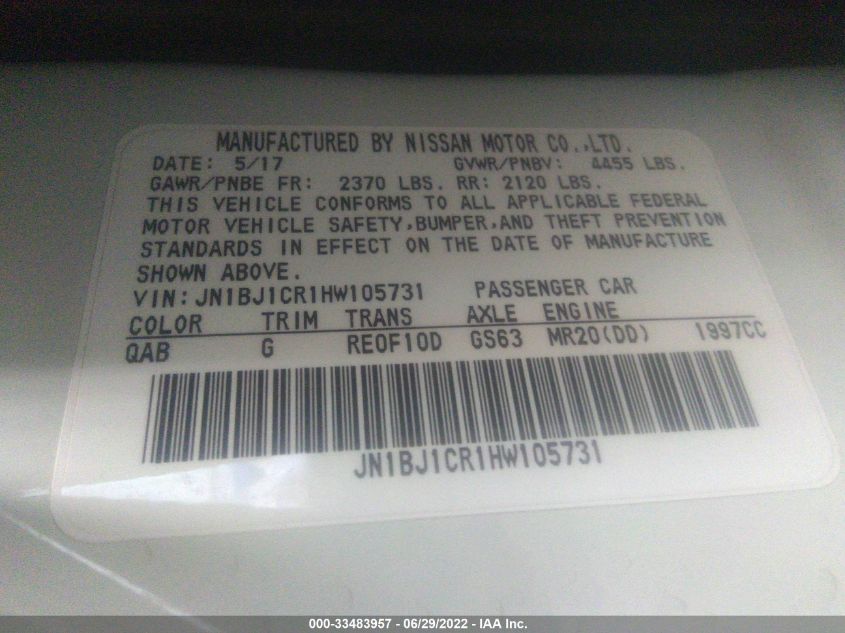 MANUFACTURED BY NISSAN MOTOR CO.,LTD.
DATE: 5/17 GVWR/PNBV: 4455 LBS.
GAWR/PNBE FR: 2370 LBS. RR: 2120 LBS.
THIS VEHICLE CONFORMS TO ALL APPLICABLE FEDERAL
MOTOR VEHICLE SAFETY,BUMPER,AND THEFT PREVENTION
STANDARDS IN EFFECT ON THE DATE OF MANUFACTURE
SHOWN ABOVE.
VIN:JN1BJ1CR1HW105731 PASSENGER CAR
COLOR TRIM TRANS AXLE ENGINE
QAB G RE0F10D GS63 MR20(DD) 1997CC
JN1BJ1CR1HW105731
000-33483957 - 06/29/2022 - IAA Inc.